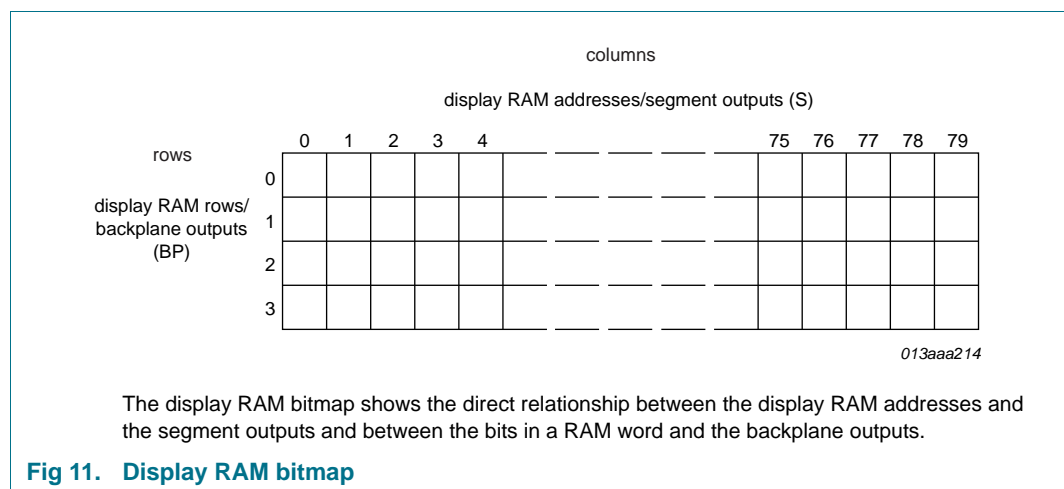 columns
display RAM addresses/segment outputs (S)
0 1 2 3 4 75 76 77 78 79
rows
0
display RAM rows/
backplane outputs
(BP)
1
2
3
013aaa214
The display RAM bitmap shows the direct relationship between the display RAM addresses and
the segment outputs and between the bits in a RAM word and the backplane outputs.
Fig 11. Display RAM bitmap